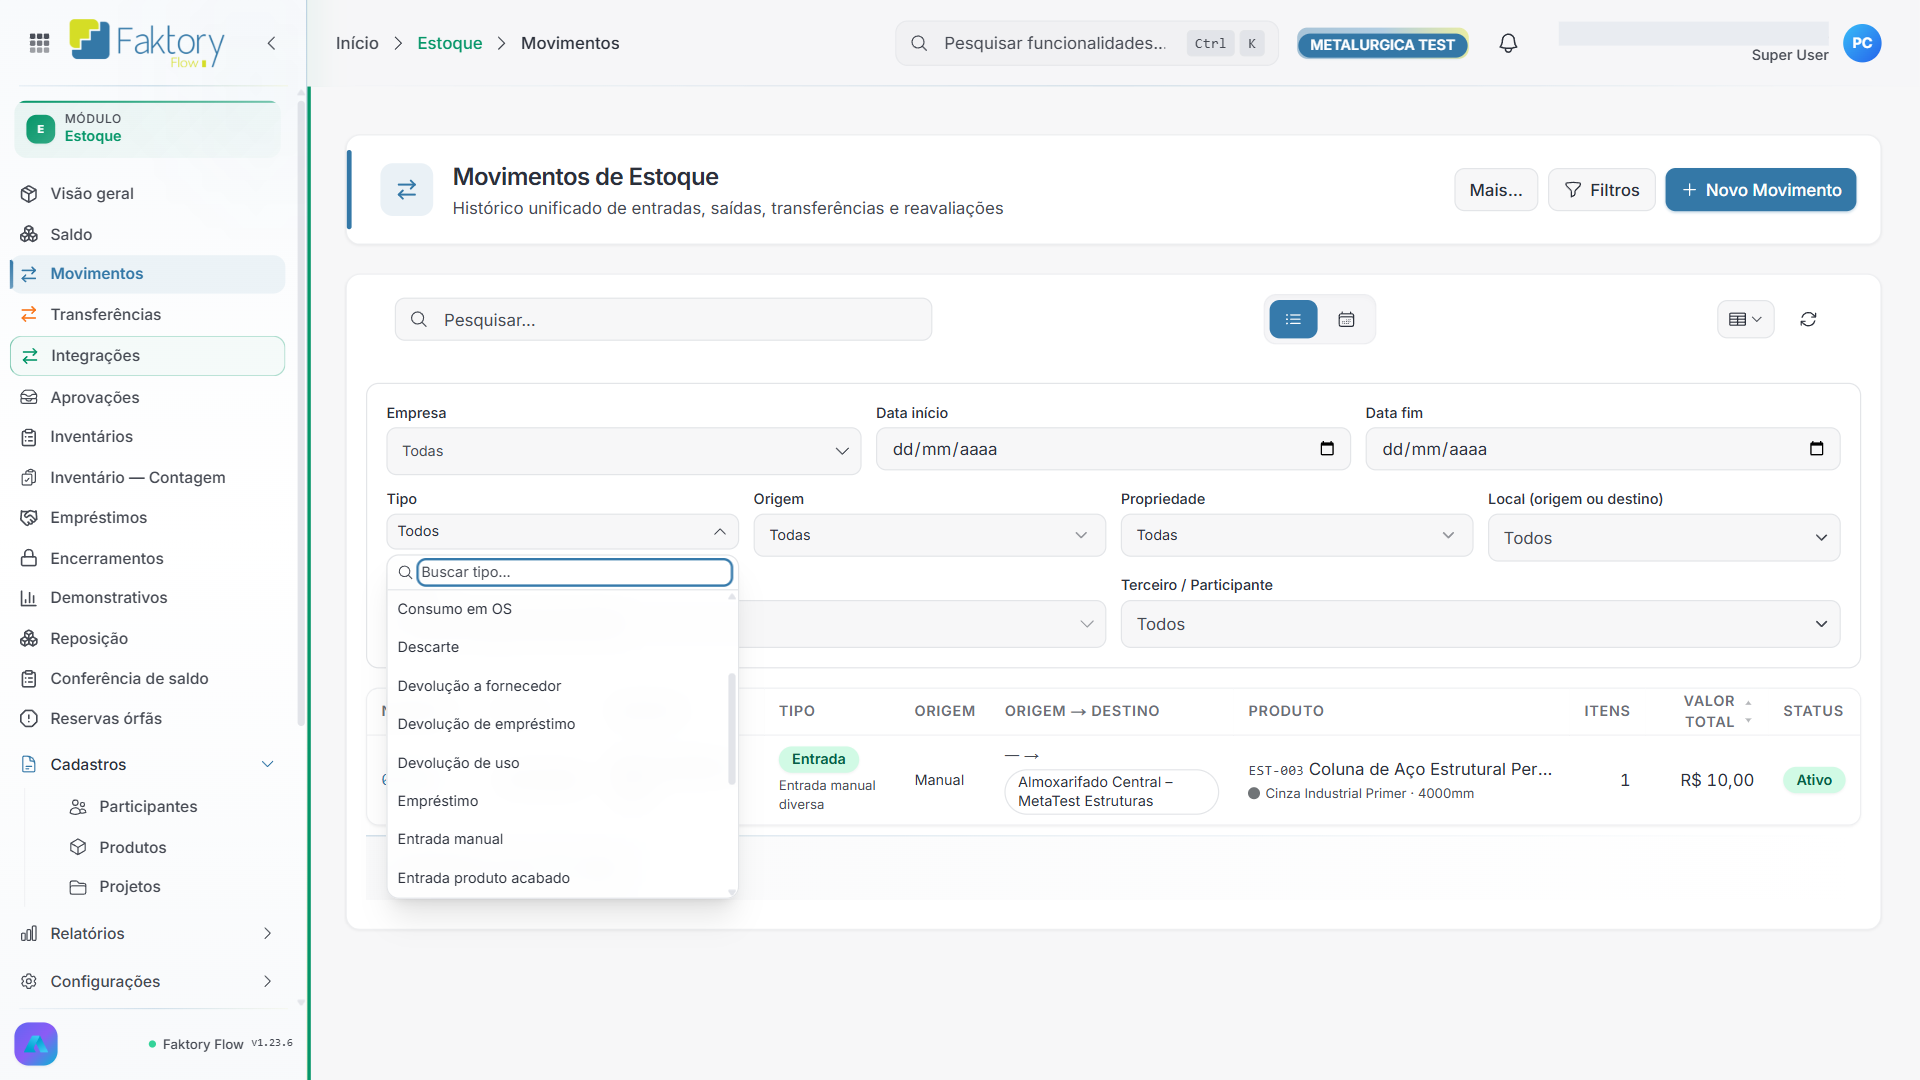 Faktory
Flow
Início > Estoque > Movimentos
Pesquisar funcionalidades...
Ctrl
K
METALURGICA TEST
Super User
PC
E
MÓDULO
Estoque
Visão geral
Saldo
Movimentos
Transferências
Integrações
Aprovações
Inventários
Inventário — Contagem
Empréstimos
Encerramentos
Demonstrativos
Reposição
Conferência de saldo
Reservas órfãs
Cadastros
Participantes
Produtos
Projetos
Relatórios
Configurações
Faktory Flow v1.23.6
Movimentos de Estoque
Histórico unificado de entradas, saídas, transferências e reavaliações
Mais...
Filtros
Novo Movimento
Pesquisar...
Empresa
Todas
Data início
dd/mm/aaaa
Data fim
dd/mm/aaaa
Tipo
Todos
Origem
Todas
Propriedade
Todas
Local (origem ou destino)
Todos
Terceiro / Participante
Todos
Buscar tipo...
Consumo em OS
Descarte
Devolução a fornecedor
Devolução de empréstimo
Devolução de uso
Empréstimo
Entrada manual
Entrada produto acabado
TIPO
ORIGEM
ORIGEM → DESTINO
PRODUTO
ITENS
VALOR
TOTAL
STATUS
Entrada
Entrada manual
diversa
Manual
— →
Almoxarifado Central –
MetaTest Estruturas
EST-003 Coluna de Aço Estrutural Per...
Cinza Industrial Primer · 4000mm
1
R$ 10,00
Ativo